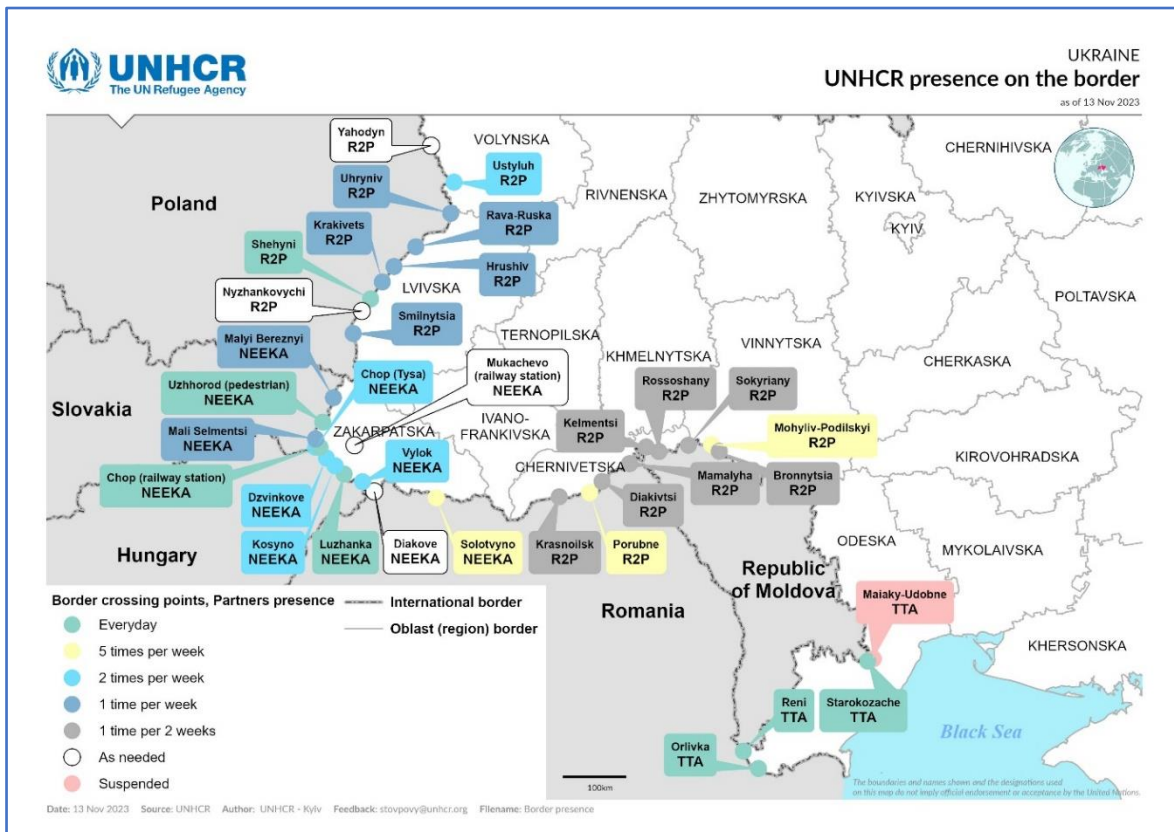 UNHCR
The UN Refugee Agency
UKRAINE
UNHCR presence on the border
as of 13 Nov 2023
Yahodyn
R2P
VOLYNSKA
CHERNIHIVSKA
Uhryniv
R2P
Ustyluh
R2P
RIVNENSKA
ZHYTOMYRSKA
KYIVSKA
KYIV
Poland
Krakivets
R2P
Rava-Ruska
R2P
Shehyni
R2P
Hrushiv
R2P
LVIVSKA
Nyzhankovychi
R2P
Smilnytsia
R2P
POLTAVSKA
TERNOPILSKA
KHMELNYTSKA
VINNYTSKA
CHERKASKA
Malyi Bereznyi
NEEKA
Chop (Tysa)
NEEKA
Mukachevo
(railway station)
NEEKA
Rossoshany
R2P
Sokyriany
R2P
Uzhhorod (pedestrian)
NEEKA
Slovakia
Mali Selmentsi
NEEKA
ZAKARPATSKA
IVANO-
FRANKIVSKA
Kelmentsi
R2P
Mohyliv-Podilskyi
R2P
KIROVOHRADSKA
Chop (railway station)
NEEKA
Vylok
NEEKA
CHERNIVETSKA
Mamalyha
R2P
Bronnytsia
R2P
Dzvinkove
NEEKA
Diakivtsi
R2P
Hungary
Kosyno
NEEKA
Luzhanka
NEEKA
Diakove
NEEKA
Solotvyno
NEEKA
Krasnoilsk
R2P
Porubne
R2P
ODESKA
MYKOLAIVSKA
Republic
of Moldova
Romania
Maiaky-Udobne
TTA
KHERSONSKA
Reni
TTA
Starokozache
TTA
Orlivka
TTA
Black Sea
Border crossing points, Partners presence
Everyday
5 times per week
2 times per week
1 time per week
1 time per 2 weeks
As needed
Suspended
International border
Oblast (region) border
100km
The boundaries and names shown and the designations used
on this map do not imply official endorsement or acceptance by the United Nations.
Date: 13 Nov 2023 Source: UNHCR Author: UNHCR - Kyiv Feedback: stovpovy@unhcr.org Filename: Border presence